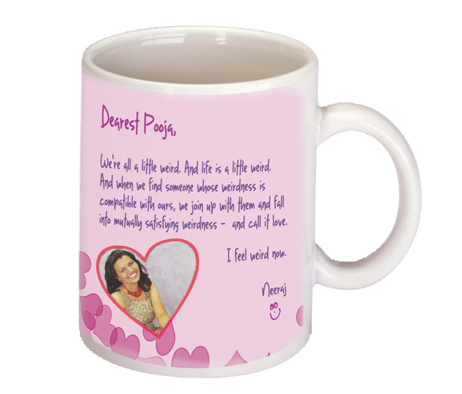 Dearest Pooja,
We're all a little weird. And life is a little weird.
And when we find someone whose weirdness is
compatible with ours, we join up with them and fall
into mutually satisfying weirdness - and call it love.
I feel weird now.
Neeraj